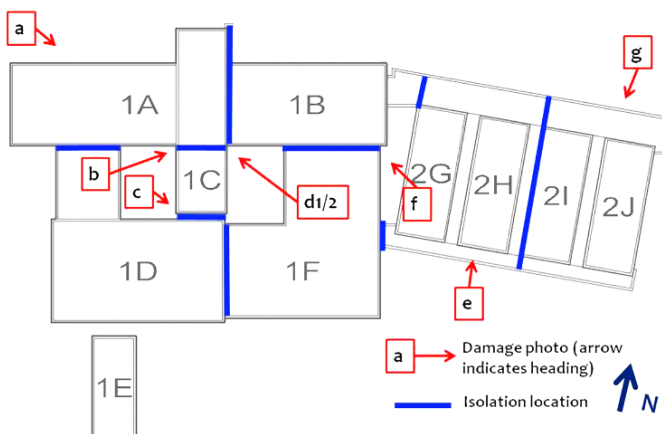 a
g
1A
1B
b
1C
c
d1/2
f
2G
2H
2I
2J
1D
1F
e
1E
a
Damage photo (arrow
indicates heading)
Isolation location
N